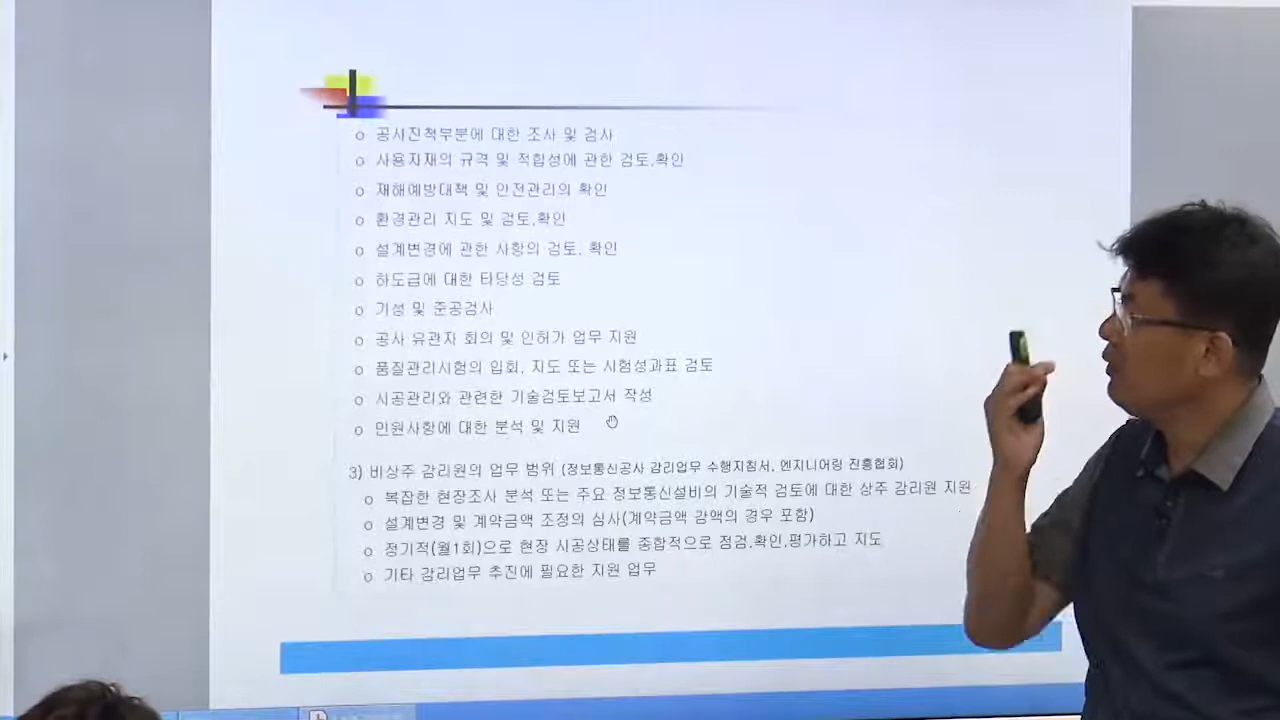 o 공사진척부분에 대한 조사 및 검사
o 사용자재의 규격 및 적합성에 관한 검토,확인
o 재해예방대책 및 안전관리의 확인
o 환경관리 지도 및 검토,확인
o 설계변경에 관한 사항의 검토, 확인
o 하도급에 대한 타당성 검토
o 기성 및 준공검사
o 공사 유관자 회의 및 인허가 업무 지원
o 품질관리시험의 입회, 지도 또는 시험성과표 검토
o 시공관리와 관련한 기술검토보고서 작성
o 민원사항에 대한 분석 및 지원
3) 비상주 감리원의 업무 범위 (정보통신공사 감리업무 수행지침서, 엔지니어링 진흥협회)
o 복잡한 현장조사 분석 또는 주요 정보통신설비의 기술적 검토에 대한 상주 감리원 지원
o 설계변경 및 계약금액 조정의 심사(계약금액 감액의 경우 포함)
o 정기적(월1회)으로 현장 시공상태를 종합적으로 점검,확인,평가하고 지도
o 기타 감리업무 추진에 필요한 지원 업무